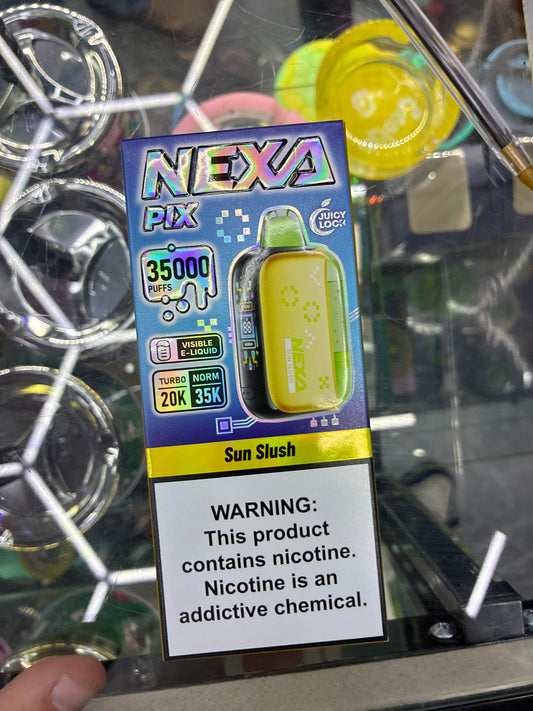 NEXA
PIX
JUICY
LOCK
35000
PUFFS
VISIBLE
E-LIQUID
TURBO NORM
20K 35K
88
NEXA
Sun Slush
WARNING:
This product
contains nicotine.
Nicotine is an
addictive chemical.